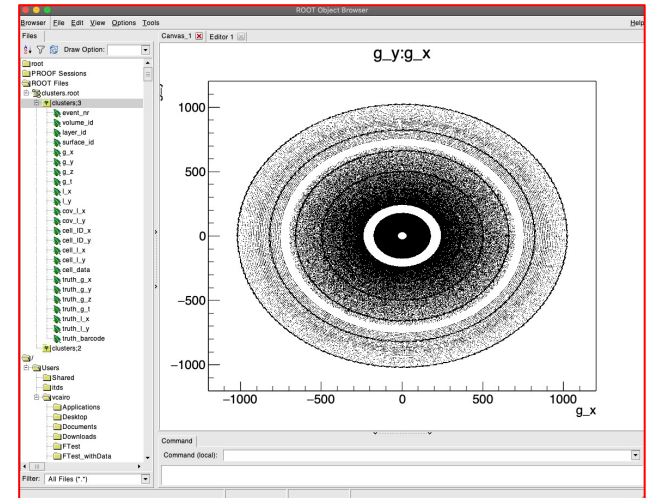 ROOT Object Browser
Browser File Edit View Options Tools Help
Files
Draw Option:
root
PROOF Sessions
ROOT Files
clusters.root
clusters;3
event_nr
volume_id
layer_id
surface_id
g_x
g_y
g_z
g_t
l_x
l_y
cov_l_x
cov_l_y
cell_ID_x
cell_ID_y
cell_l_x
cell_l_y
cell_data
truth_g_x
truth_g_y
truth_g_z
truth_g_t
truth_l_x
truth_l_y
truth_barcode
clusters;2
/
Users
Shared
itds
vcairo
Applications
Desktop
Documents
Downloads
FTest
FTest_withData
Filter: All Files (*.*)
Canvas_1 Editor 1
g_y:g_x
1000
500
0
−500
−1000
−1000 −500 0 500 1000
g_x
Command
Command (local):